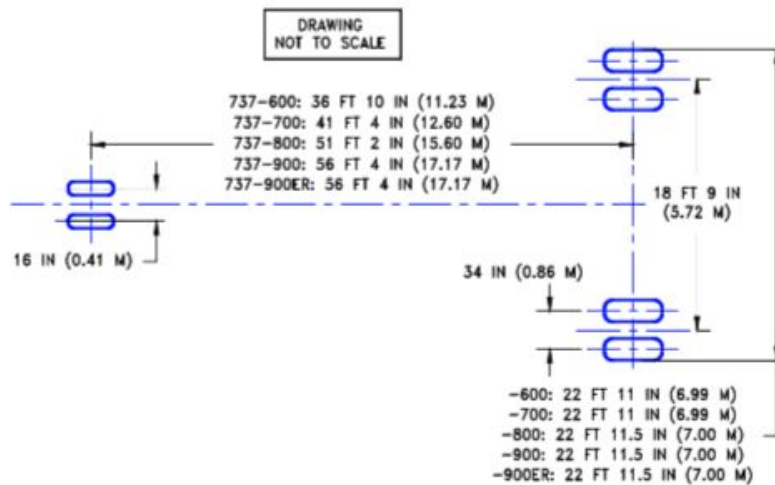 DRAWING
NOT TO SCALE
737-600: 36 FT 10 IN (11.23 M)
737-700: 41 FT 4 IN (12.60 M)
737-800: 51 FT 2 IN (15.60 M)
737-900: 56 FT 4 IN (17.17 M)
737-900ER: 56 FT 4 IN (17.17 M)
18 FT 9 IN
(5.72 M)
16 IN (0.41 M)
34 IN (0.86 M)
-600: 22 FT 11 IN (6.99 M)
-700: 22 FT 11 IN (6.99 M)
-800: 22 FT 11.5 IN (7.00 M)
-900: 22 FT 11.5 IN (7.00 M)
-900ER: 22 FT 11.5 IN (7.00 M)